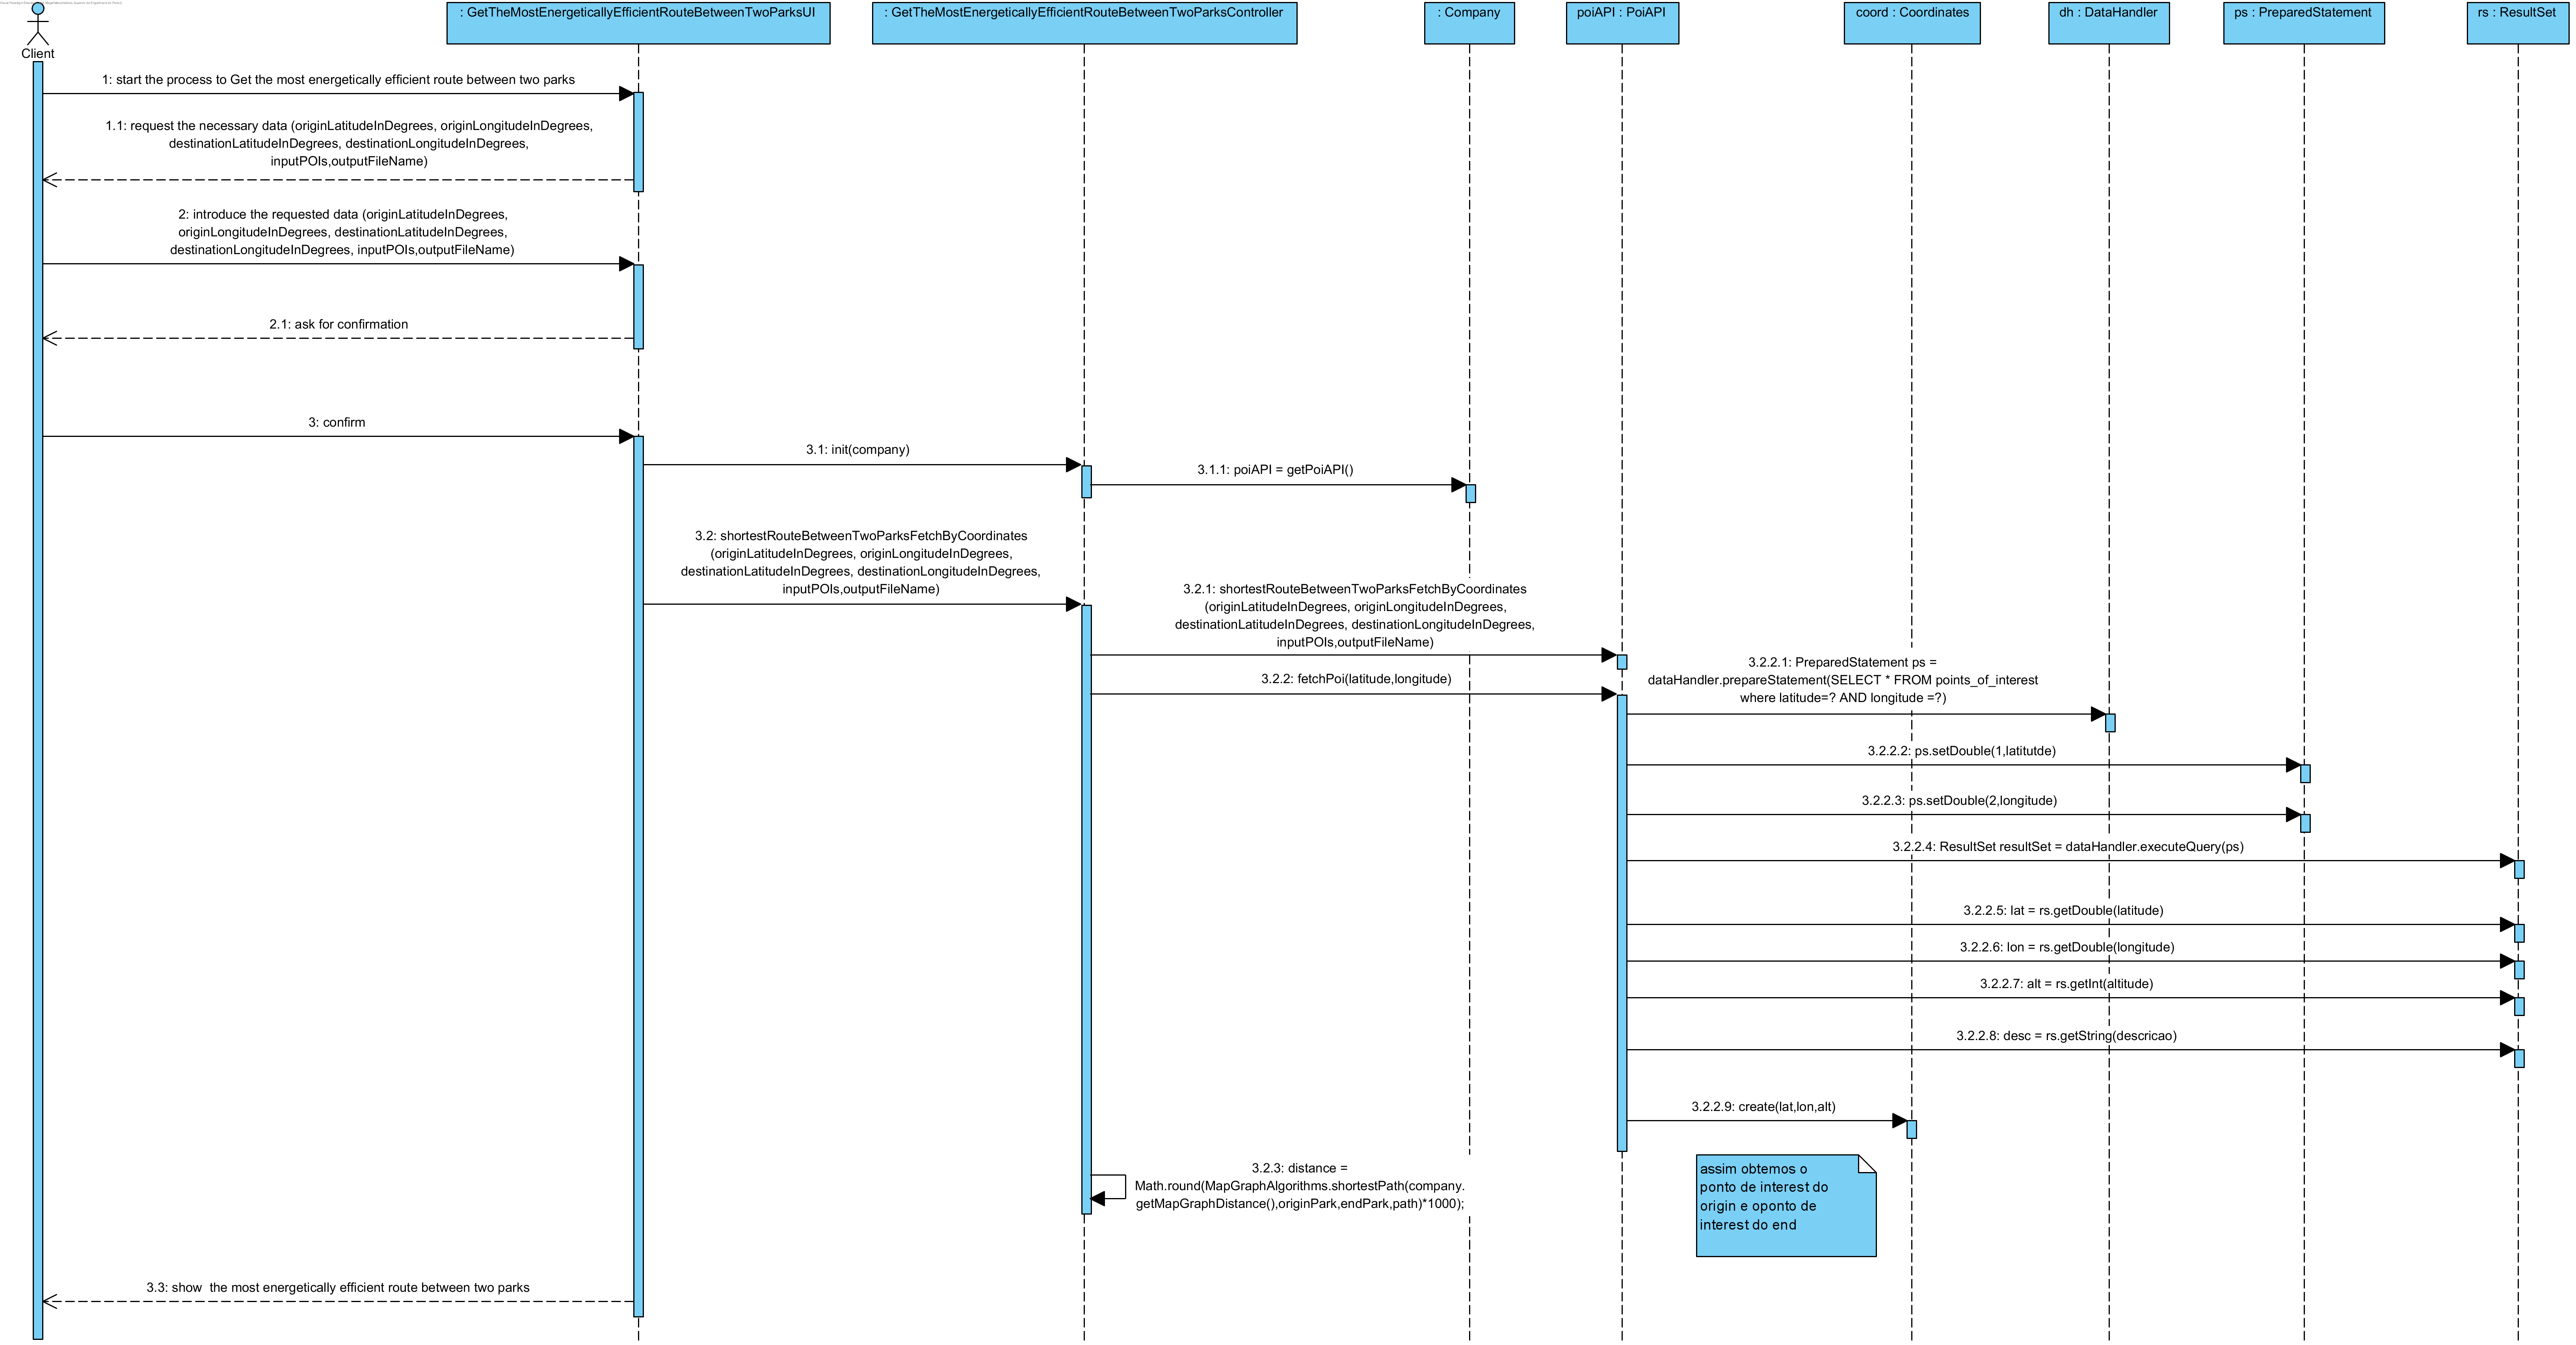 : GetTheMostEnergeticallyEfficientRouteBetweenTwoParksUI
: GetTheMostEnergeticallyEfficientRouteBetweenTwoParksController
: Company
poiAPI : PoiAPI
coord : Coordinates
dh : DataHandler
ps : PreparedStatement
rs : ResultSet
Client
1: start the process to Get the most energetically efficient route between two parks
1.1: request the necessary data (originLatitudeInDegrees, originLongitudeInDegrees,
destinationLatitudeInDegrees, destinationLongitudeInDegrees,
inputPOIs,outputFileName)
2: introduce the requested data (originLatitudeInDegrees,
originLongitudeInDegrees, destinationLatitudeInDegrees,
destinationLongitudeInDegrees, inputPOIs,outputFileName)
2.1: ask for confirmation
3: confirm
3.1: init(company)
3.1.1: poiAPI = getPoiAPI()
3.2: shortestRouteBetweenTwoParksFetchByCoordinates
(originLatitudeInDegrees, originLongitudeInDegrees,
destinationLatitudeInDegrees, destinationLongitudeInDegrees,
inputPOIs,outputFileName)
3.2.1: shortestRouteBetweenTwoParksFetchByCoordinates
(originLatitudeInDegrees, originLongitudeInDegrees,
destinationLatitudeInDegrees, destinationLongitudeInDegrees,
inputPOIs,outputFileName)
3.2.2: fetchPoi(latitude,longitude)
3.2.2.1: PreparedStatement ps =
dataHandler.prepareStatement(SELECT * FROM points_of_interest
where latitude=? AND longitude =?)
3.2.2.2: ps.setDouble(1,latitutde)
3.2.2.3: ps.setDouble(2,longitude)
3.2.2.4: ResultSet resultSet = dataHandler.executeQuery(ps)
3.2.2.5: lat = rs.getDouble(latitude)
3.2.2.6: lon = rs.getDouble(longitude)
3.2.2.7: alt = rs.getInt(altitude)
3.2.2.8: desc = rs.getString(descricao)
3.2.2.9: create(lat,lon,alt)
assim obtemos o
ponto de interest do
origin e oponto de
interest do end
3.2.3: distance =
Math.round(MapGraphAlgorithms.shortestPath(company.
getMapGraphDistance(),originPark,endPark,path)*1000);
3.3: show  the most energetically efficient route between two parks